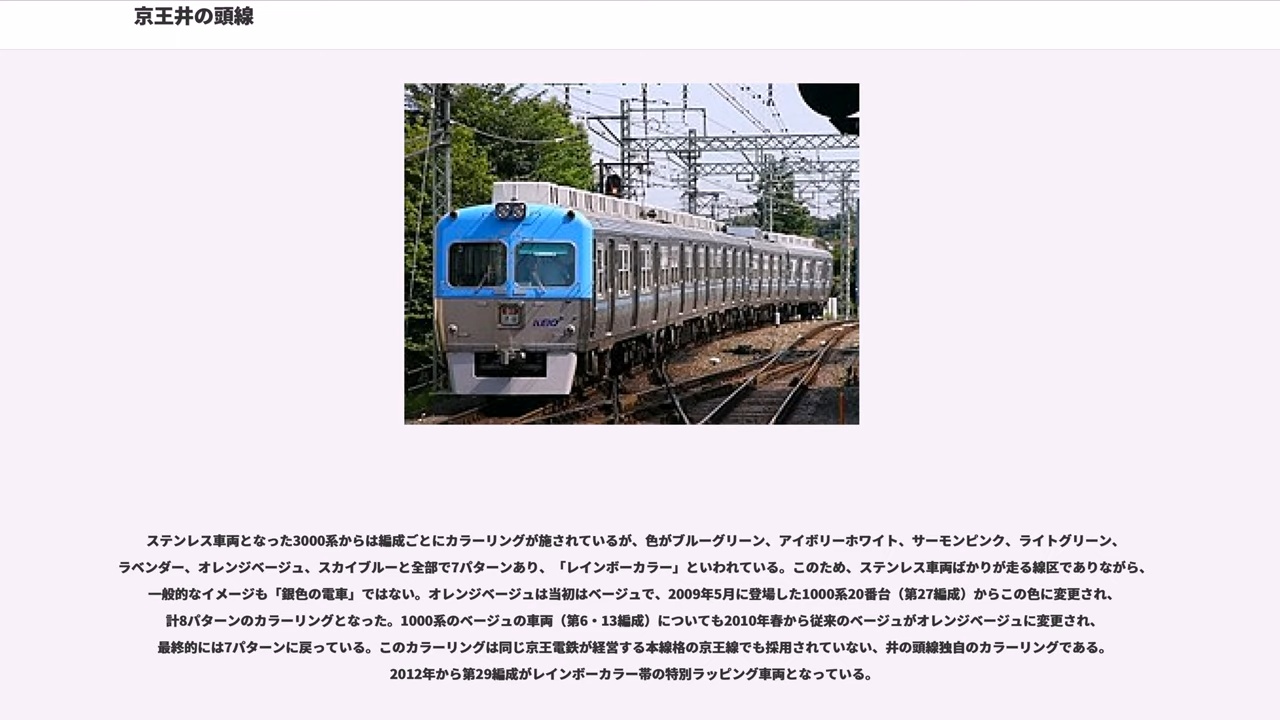 京王井の頭線
KEIO
ステンレス車両となった3000系からは編成ごとにカラーリングが施されているが、色がブルーグリーン、アイボリーホワイト、サーモンピンク、ライトグリーン、
ラベンダー、オレンジベージュ、スカイブルーと全部で7パターンあり、「レインボーカラー」といわれている。このため、ステンレス車両ばかりが走る線区でありながら、
一般的なイメージも「銀色の電車」ではない。オレンジベージュは当初はベージュで、2009年5月に登場した1000系20番台（第27編成）からこの色に変更され、
計8パターンのカラーリングとなった。1000系のベージュの車両（第6・13編成）についても2010年春から従来のベージュがオレンジベージュに変更され、
最終的には7パターンに戻っている。このカラーリングは同じ京王電鉄が経営する本線格の京王線でも採用されていない、井の頭線独自のカラーリングである。
2012年から第29編成がレインボーカラー帯の特別ラッピング車両となっている。